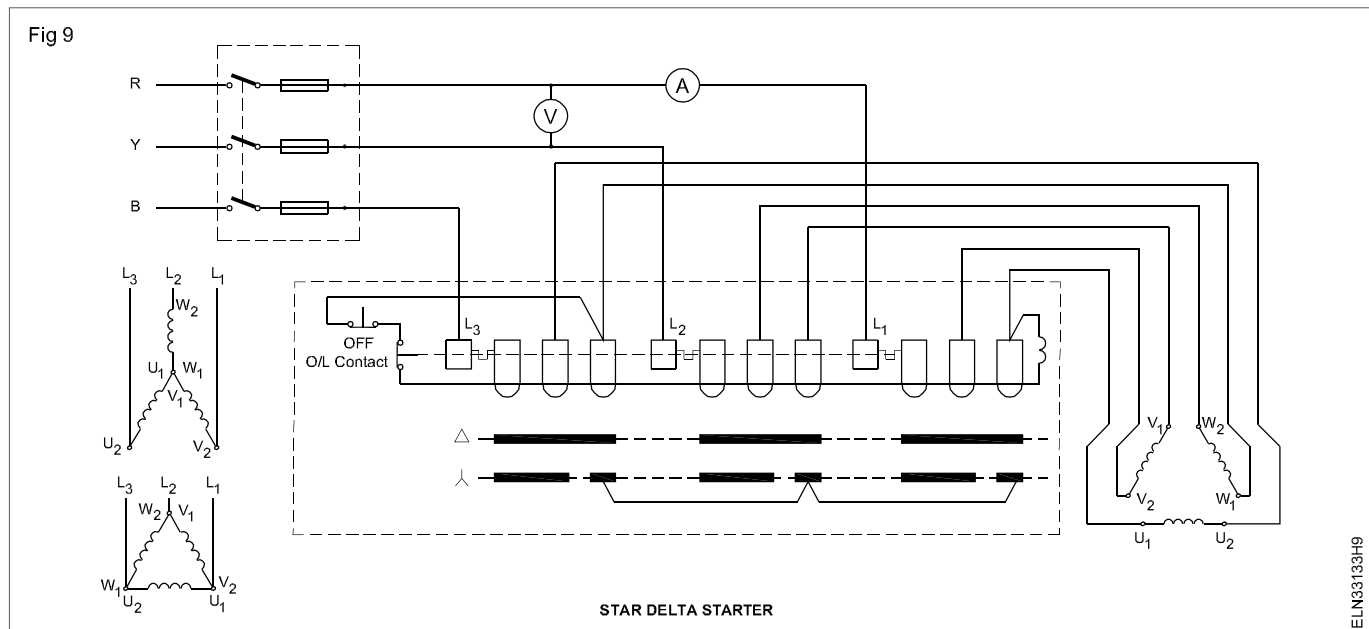 Fig 9
R
A
V
Y
B
L3 L2 L1
W2
U1 W1
V1
U2 V2
L3 L2 L1
W2 V1
W1 V2
U2 U1
OFF
O/L Contact
L3
L2
L1
V1 W2
V2 W1
U1 U2
STAR DELTA STARTER
ELN33133H9